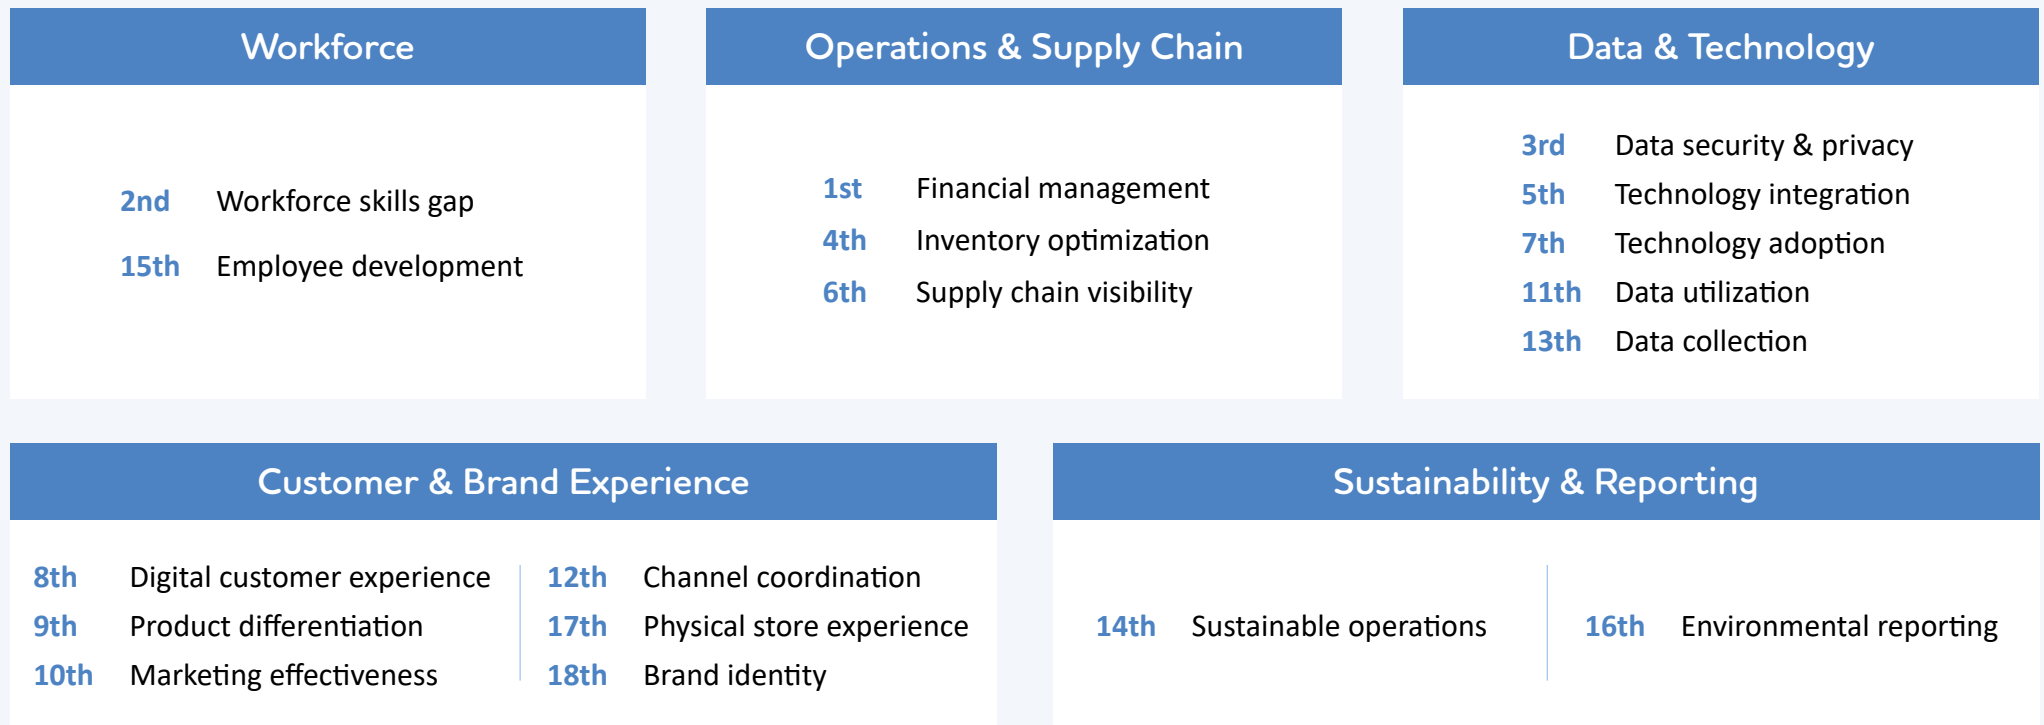 Workforce
2nd Workforce skills gap
15th Employee development
Operations & Supply Chain
1st Financial management
4th Inventory optimization
6th Supply chain visibility
Data & Technology
3rd Data security & privacy
5th Technology integration
7th Technology adoption
11th Data utilization
13th Data collection
Customer & Brand Experience
8th Digital customer experience
9th Product differentiation
10th Marketing effectiveness
12th Channel coordination
17th Physical store experience
18th Brand identity
Sustainability & Reporting
14th Sustainable operations
16th Environmental reporting